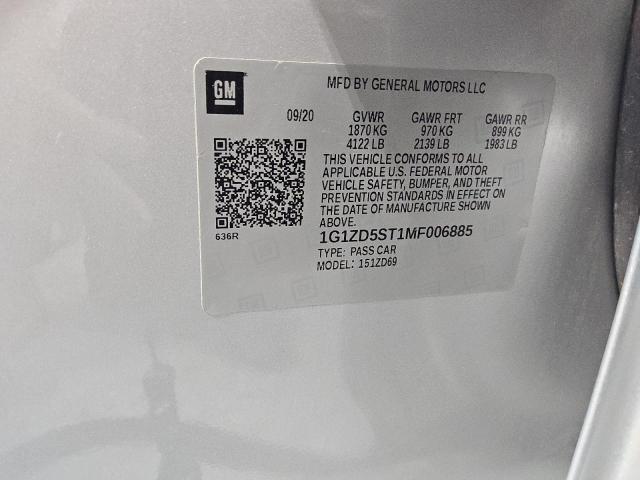 GM
MFD BY GENERAL MOTORS LLC
09/20 GVWR GAWR FRT GAWR RR
1870 KG 970 KG 899 KG
4122 LB 2139 LB 1983 LB
THIS VEHICLE CONFORMS TO ALL
APPLICABLE U.S. FEDERAL MOTOR
VEHICLE SAFETY, BUMPER, AND THEFT
PREVENTION STANDARDS IN EFFECT ON
THE DATE OF MANUFACTURE SHOWN
ABOVE.
636R
1G1ZD5ST1MF006885
TYPE: PASS CAR
MODEL: 151ZD69